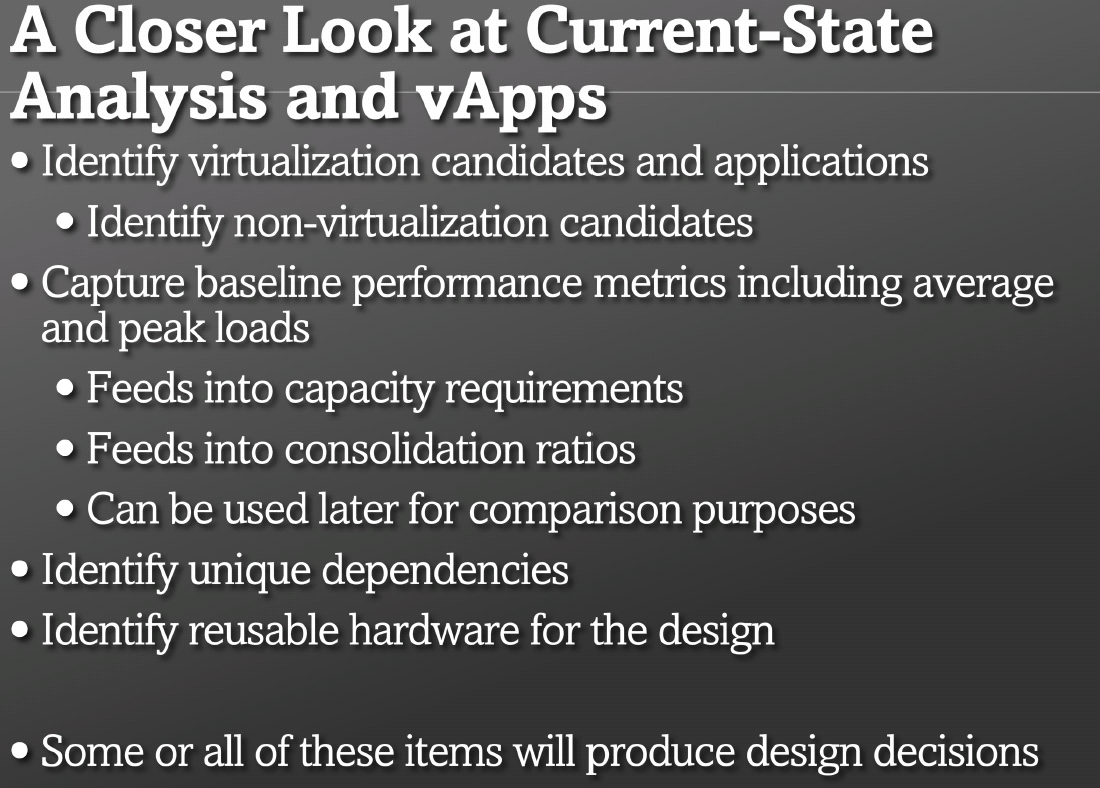 A Closer Look at Current-State
Analysis and vApps
• Identify virtualization candidates and applications
• Identify non-virtualization candidates
• Capture baseline performance metrics including average
and peak loads
• Feeds into capacity requirements
• Feeds into consolidation ratios
• Can be used later for comparison purposes
• Identify unique dependencies
• Identify reusable hardware for the design
• Some or all of these items will produce design decisions